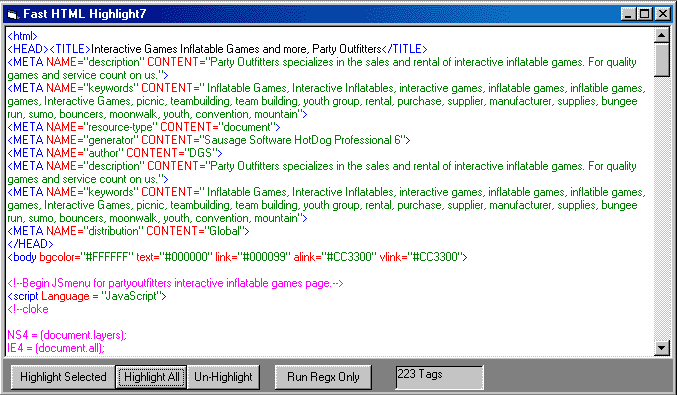 Fast HTML Highlight7
<html>
<HEAD><TITLE>Interactive Games Inflatable Games and more, Party Outfitters</TITLE>
<META NAME="description" CONTENT="Party Outfitters specializes in the sales and rental of interactive inflatable games. For quality
games and service count on us.">
<META NAME="keywords" CONTENT=" Inflatable Games, Interactive Inflatables, interactive games, inflatable games, inflatible games,
games, Interactive Games, picnic, teambuilding, team building, youth group, rental, purchase, supplier, manufacturer, supplies, bungee
run, sumo, bouncers, moonwalk, youth, convention, mountain">
<META NAME="resource-type" CONTENT="document">
<META NAME="generator" CONTENT="Sausage Software HotDog Professional 6">
<META NAME="author" CONTENT="DGS">
<META NAME="description" CONTENT="Party Outfitters specializes in the sales and rental of interactive inflatable games. For quality
games and service count on us.">
<META NAME="keywords" CONTENT=" Inflatable Games, Interactive Inflatables, interactive games, inflatable games, inflatible games,
games, Interactive Games, picnic, teambuilding, team building, youth group, rental, purchase, supplier, manufacturer, supplies, bungee
run, sumo, bouncers, moonwalk, youth, convention, mountain">
<META NAME="distribution" CONTENT="Global">
</HEAD>
<body bgcolor="#FFFFFF" text="#000000" link="#000099" alink="#CC3300" vlink="#CC3300">
<!--Begin JSmenu for partyoutfitters interactive inflatable games page.-->
<script Language = "JavaScript">
<!--cloke
NS4 = (document.layers);
IE4 = (document.all);
Highlight Selected
Highlight All
Un-Highlight
Run Regx Only
223 Tags